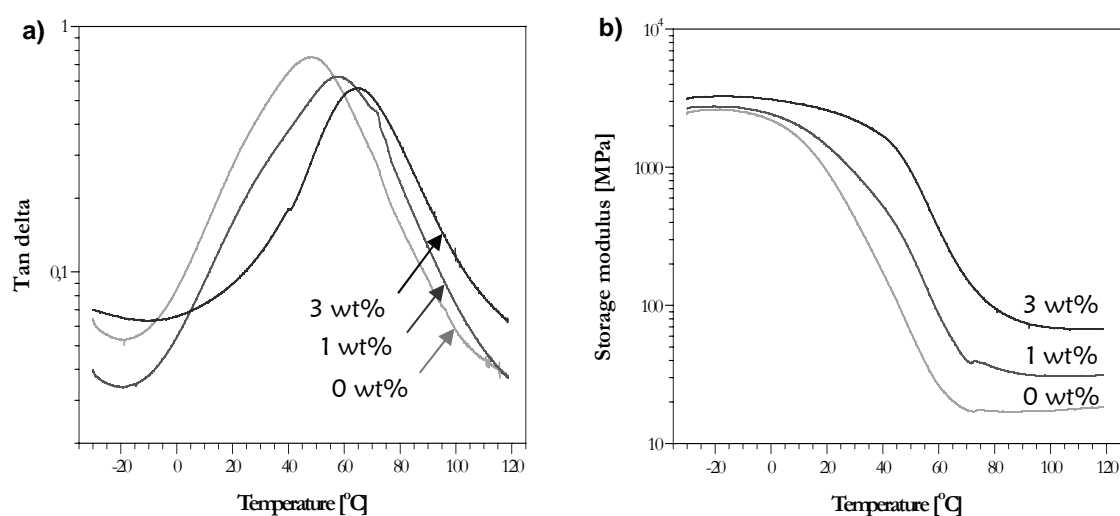 a)
1
0,1
Tan delta
3 wt%
1 wt%
0 wt%
-20 0 20 40 60 80 100 120
Temperature [°C]
b)
10⁴
1000
100
10
Storage modulus [MPa]
3 wt%
1 wt%
0 wt%
-20 0 20 40 60 80 100 120
Temperature [°C]